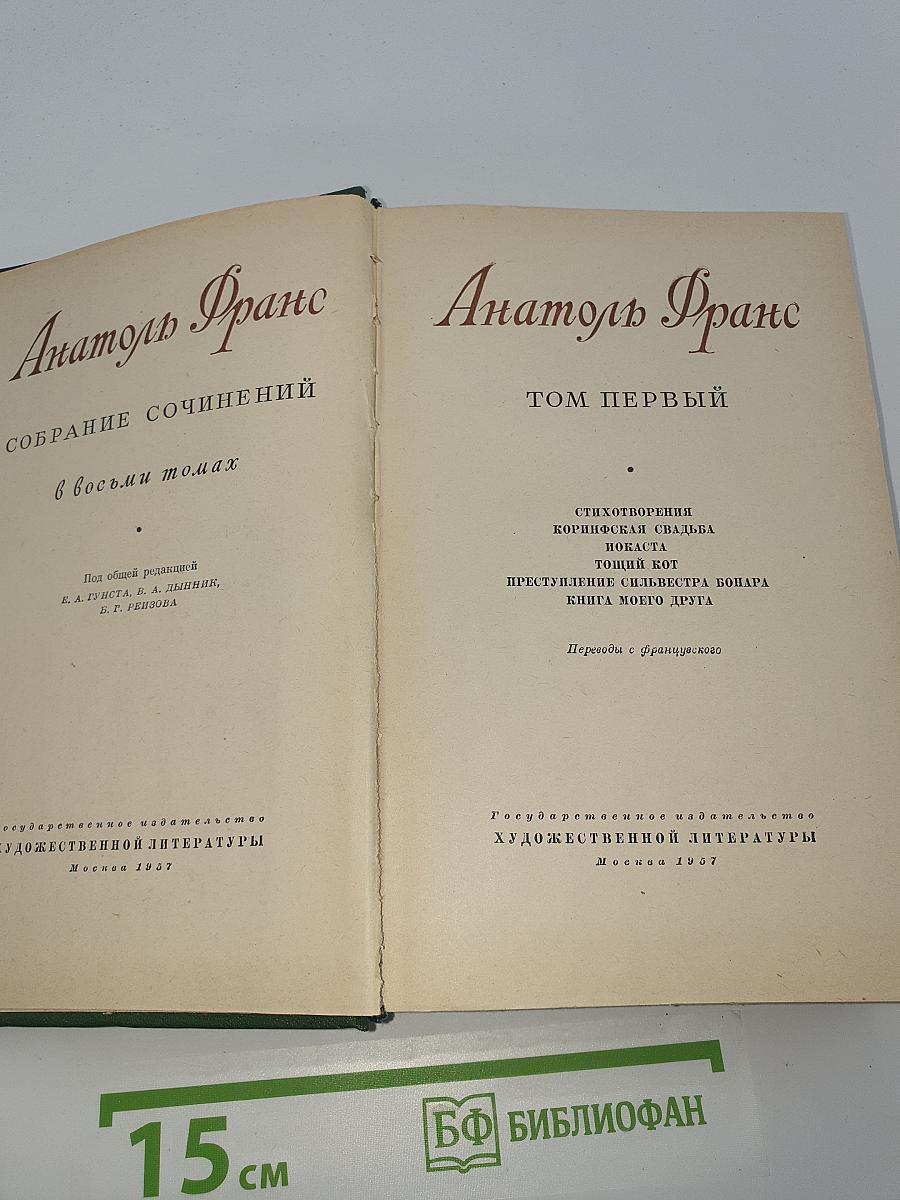 Анатоль Франс
СОБРАНИЕ СОЧИНЕНИЙ
в восьми томах
Под общей редакцией
Е. А. ГУНСТА, В. А. ДЫННИК,
Б. Г. РЕИЗОВА
осударственное издательство
ХУДОЖЕСТВЕННОЙ ЛИТЕРАТУРЫ
Москва 1957
Анатоль Франс
ТОМ ПЕРВЫЙ
СТИХОТВОРЕНИЯ
КОРИНФСКАЯ СВАДЬБА
ИОКАСТА
ТОЩИЙ КОТ
ПРЕСТУПЛЕНИЕ СИЛЬВЕСТРА БОНАРА
КНИГА МОЕГО ДРУГА
Переводы с французского
Государственное издательство
ХУДОЖЕСТВЕННОЙ ЛИТЕРАТУРЫ
Москва 1957
15 см
БФ БИБЛИОФАН